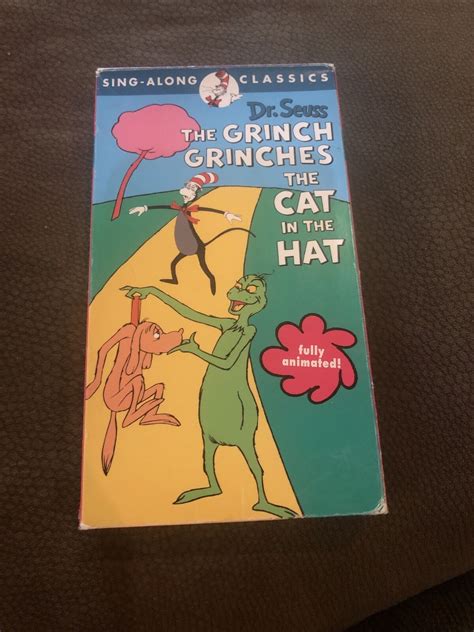 SING-ALONG CLASSICS
Dr. Seuss
THE GRINCH
GRINCHES
THE
CAT
IN THE
HAT
fully
animated!